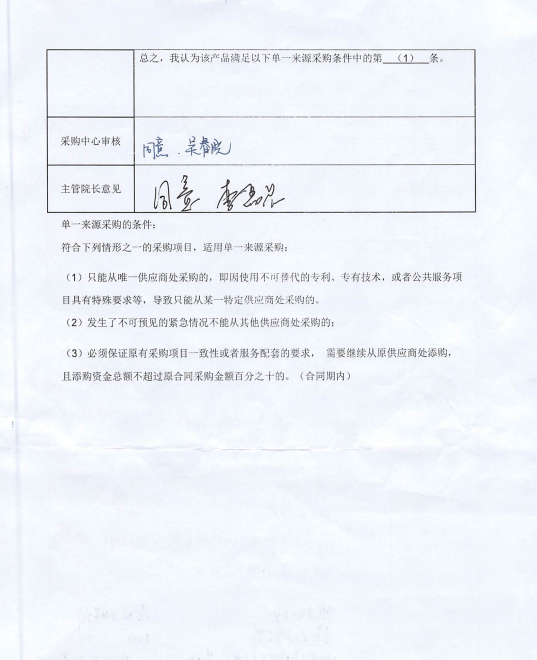 总之，我认为该产品满足以下单一来源采购条件中的第 （1） 条。
采购中心审核
同意．吴
主管院长意见
同意 李
单一来源采购的条件：
符合下列情形之一的采购项目，适用单一来源采购：
（1）只能从唯一供应商处采购的，即因使用不可替代的专利、专有技术，或者公共服务项
目具有特殊要求等，导致只能从某一特定供应商处采购的。
（2）发生了不可预见的紧急情况不能从其他供应商处采购的；
（3）必须保证原有采购项目一致性或者服务配套的要求， 需要继续从原供应商处添购，
且添购资金总额不超过原合同采购金额百分之十的。（合同期内）